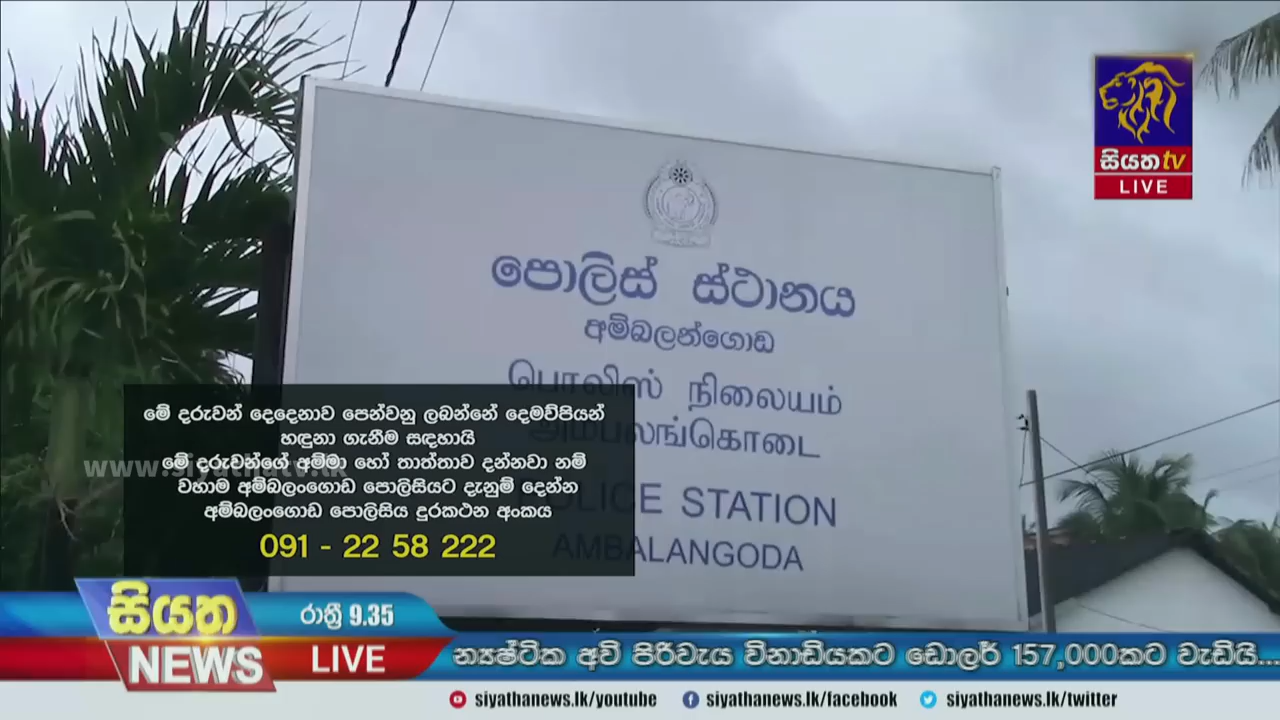 සියත tv
LIVE
පොලිස් ස්ථානය
අම්බලන්ගොඩ
பொலிஸ் நிலையம்
அம்பலங்கொடை
POLICE STATION
AMBALANGODA
මේ දරුවන් දෙදෙනාව පෙන්වනු ලබන්නේ දෙමව්පියන්
හඳුනා ගැනීම සඳහායි
මේ දරුවන්ගේ අම්මා හෝ තාත්තාව දන්නවා නම්
වහාම අම්බලංගොඩ පොලිසියට දැනුම් දෙන්න
අම්බලංගොඩ පොලිසිය දුරකථන අංකය
091 - 22 58 222
www.siyathatv.lk
සියත
NEWS
රාත්‍රී 9.35
LIVE
න්‍යෂ්ටික අවි පිරිවැය විනාඩියකට ඩොලර් 157,000කට වැඩියි...
siyathanews.lk/youtube
siyathanews.lk/facebook
siyathanews.lk/twitter